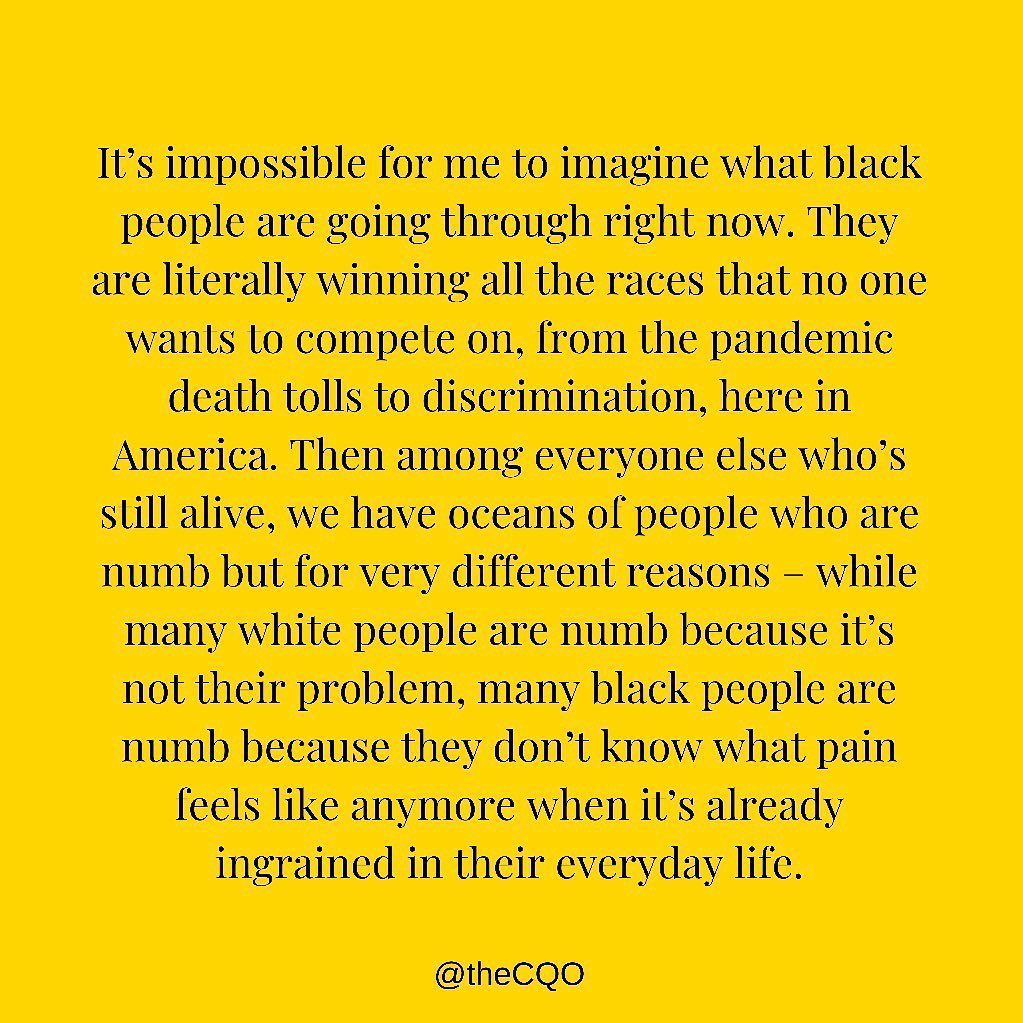 It’s impossible for me to imagine what black
people are going through right now. They
are literally winning all the races that no one
wants to compete on, from the pandemic
death tolls to discrimination, here in
America. Then among everyone else who’s
still alive, we have oceans of people who are
numb but for very different reasons – while
many white people are numb because it’s
not their problem, many black people are
numb because they don’t know what pain
feels like anymore when it’s already
ingrained in their everyday life.
@theCQO